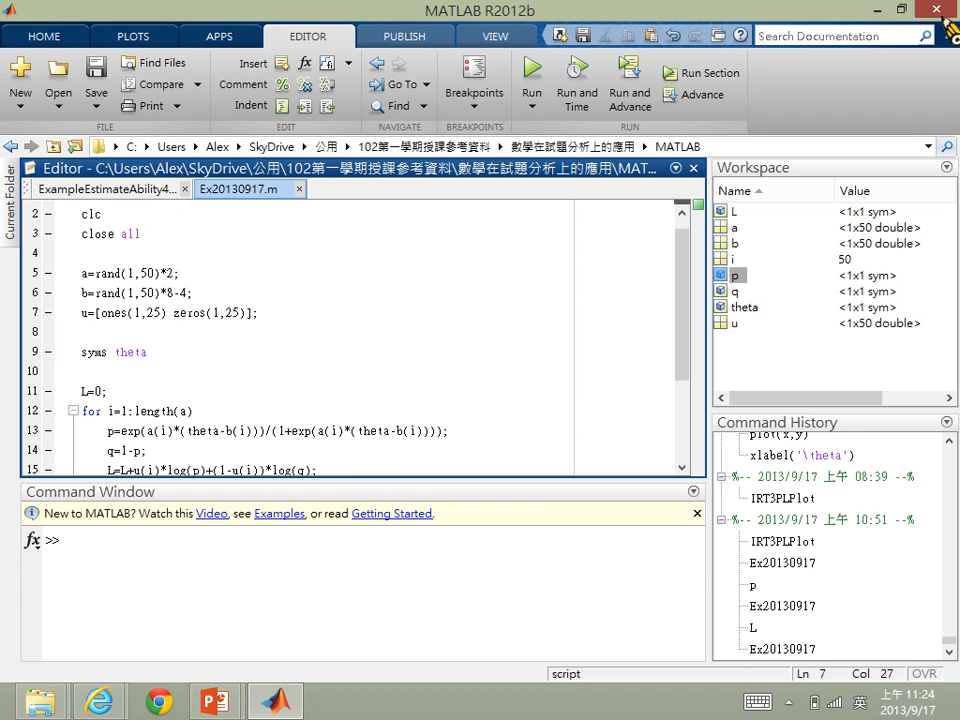 MATLAB R2012b
HOME PLOTS APPS EDITOR PUBLISH VIEW Search Documentation
New Open Save Find Files Compare Print Insert Comment Indent fx Go To Find Breakpoints Run Run and Time Run and Advance Run Section Advance
FILE EDIT NAVIGATE BREAKPOINTS RUN
C: Users Alex SkyDrive 公用 102第一學期授課參考資料 數學在試題分析上的應用 MATLAB
Current Folder
Editor - C:\Users\Alex\SkyDrive\公用\102第一學期授課參考資料\數學在試題分析上的應用\MAT...
ExampleEstimateAbility4... Ex20130917.m
2 – clc
3 – close all
4 –
5 – a=rand(1,50)*2;
6 – b=rand(1,50)*8-4;
7 – u=[ones(1,25) zeros(1,25)];
8 –
9 – syms theta
10 –
11 – L=0;
12 – for i=1:length(a)
13 – p=exp(a(i)*(theta-b(i)))/(1+exp(a(i)*(theta-b(i))));
14 – q=1-p;
15 – L=L+u(i)*log(p)+(1-u(i))*log(q);
Command Window
New to MATLAB? Watch this Video, see Examples, or read Getting Started.
fx >>
Workspace
Name Value
L <1x1 sym>
a <1x50 double>
b <1x50 double>
i 50
p <1x1 sym>
q <1x1 sym>
theta <1x1 sym>
u <1x50 double>
Command History
plot(x,y)
xlabel('\theta')
%-- 2013/9/17 上午 08:39 --%
IRT3PLPlot
%-- 2013/9/17 上午 10:51 --%
IRT3PLPlot
Ex20130917
p
Ex20130917
L
Ex20130917
script Ln 7 Col 27 OVR
英 上午 11:24
2013/9/17